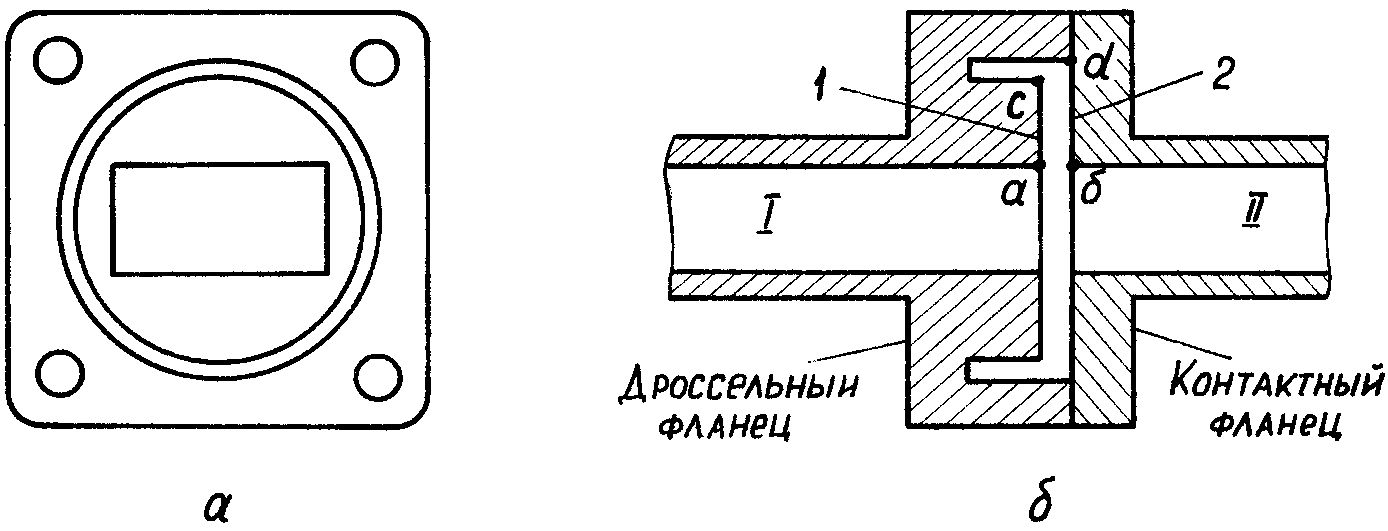 1
c
d
2
a
б
I
II
Дроссельный
фланец
Контактный
фланец
а
б